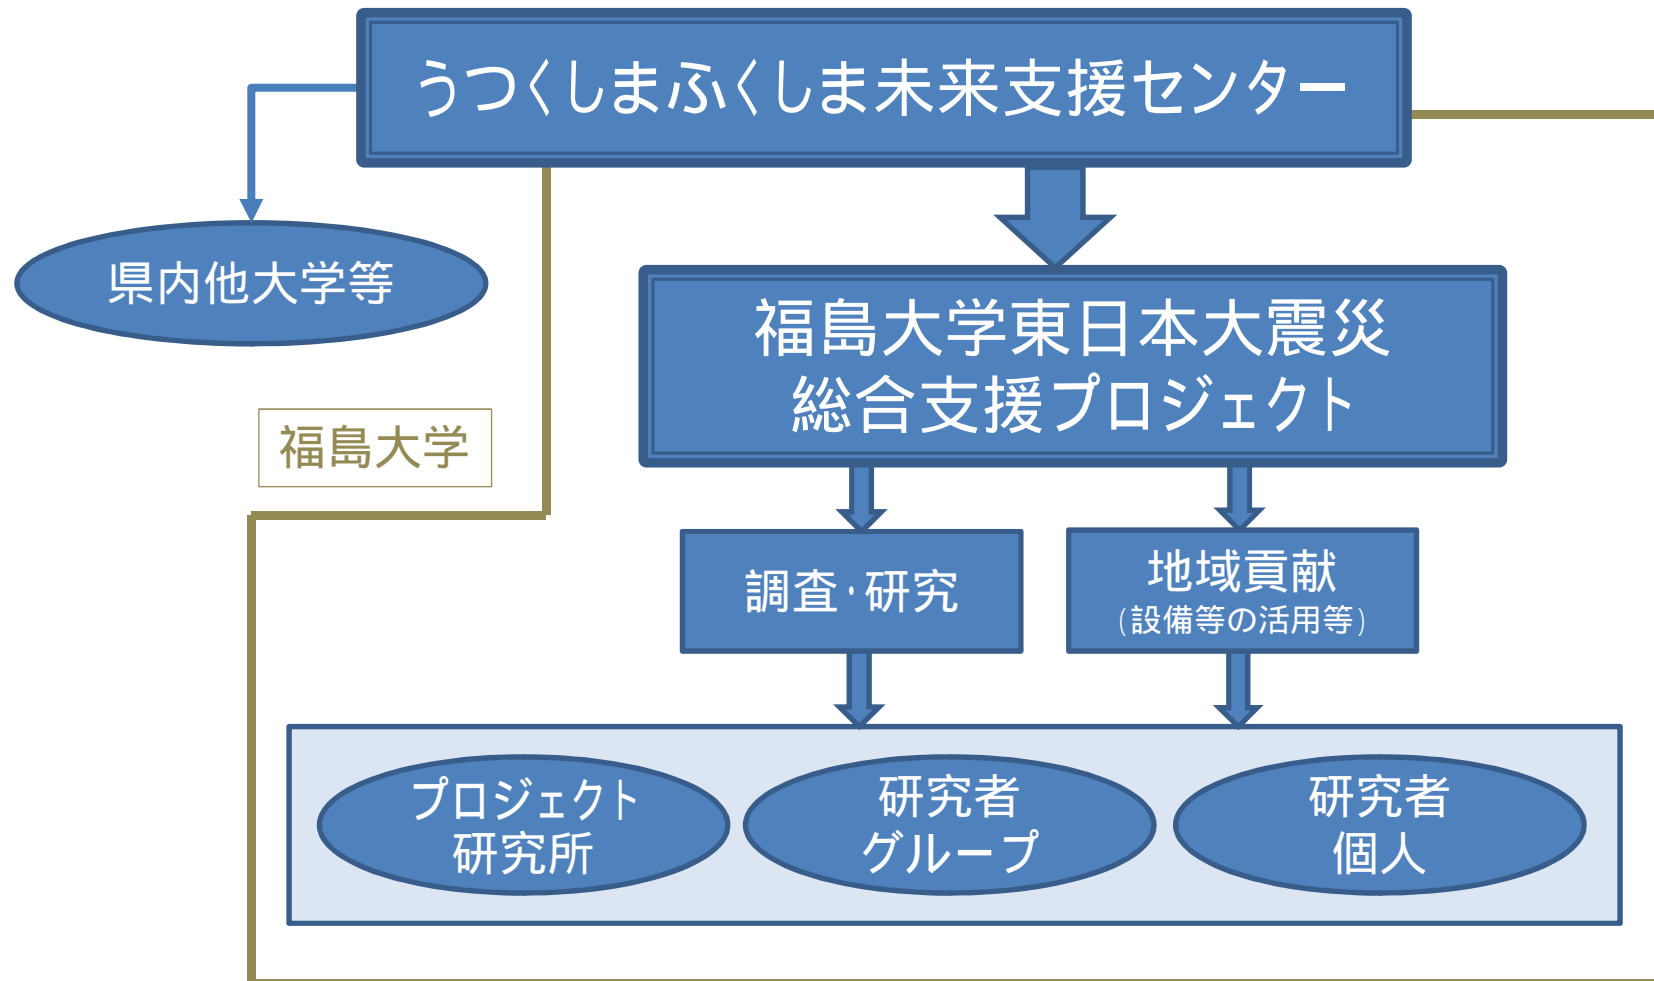 うつくしまふくしま未来支援センター
県内他大学等
福島大学東日本大震災
総合支援プロジェクト
福島大学
調査・研究
地域貢献
（設備等の活用等）
プロジェクト
研究所
研究者
グループ
研究者
個人